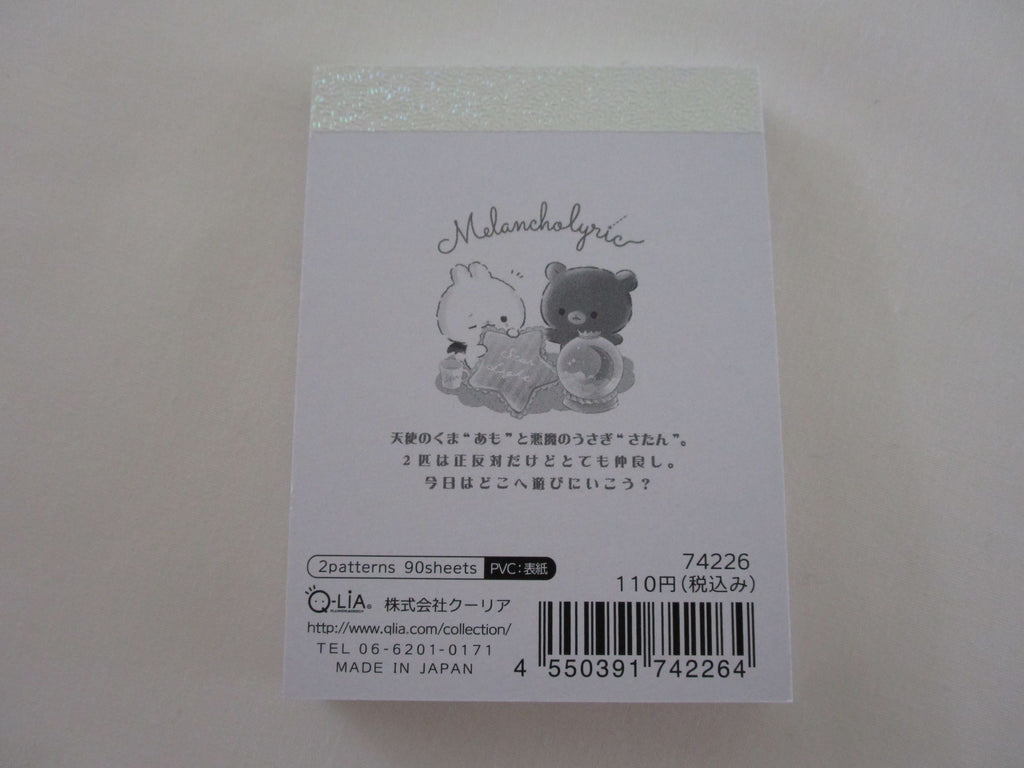 Melancholyric
天使のくま“あも”と悪魔のうさぎ“さたん”。
2匹は正反対だけどとても仲良し。
今日はどこへ遊びにいこう？
2patterns 90sheets PVC:表紙
74226
110円(税込み)
Q-LiA® 株式会社クーリア
http://www.qlia.com/collection/
TEL 06-6201-0171
MADE IN JAPAN
4 550391 742264